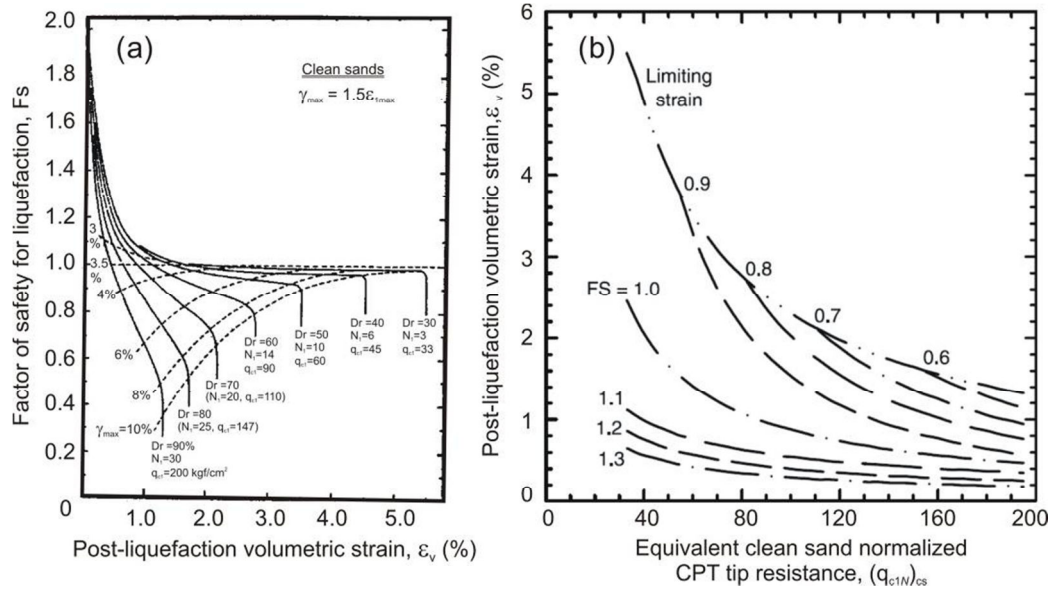 (a)
Clean sands
γmax = 1.5ε1max
Factor of safety for liquefaction, Fs
2.0
1.8
1.6
1.4
1.2
1.0
0.8
0.6
0.4
0.2
0
3
%
3.5
%
4%
6%
8%
γmax=10%
Dr =90%
N₁=30
qc1=200 kgf/cm²
Dr =80
(N₁=25, qc1=147)
Dr =70
(N₁=20, qc1=110)
Dr =60
N₁=14
qc1=90
Dr =50
N₁=10
qc1=60
Dr =40
N₁=6
qc1=45
Dr =30
N₁=3
qc1=33
1.0 2.0 3.0 4.0 5.0
Post-liquefaction volumetric strain, εv (%)
(b)
Post-liquefaction volumetric strain,ε v (%)
6
5
4
3
2
1
0
Limiting
strain
0.9
0.8
0.7
0.6
FS = 1.0
1.1
1.2
1.3
0 40 80 120 160 200
Equivalent clean sand normalized
CPT tip resistance, (qc1N)cs